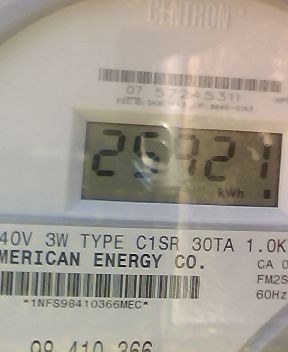 CENTRON
07 57245311
25921
kWh
40V 3W TYPE C1SR 30TA 1.0K
MERICAN ENERGY CO.
CA 0
FM2S
60Hz
*1NFS98410366MEC*
98 410 366